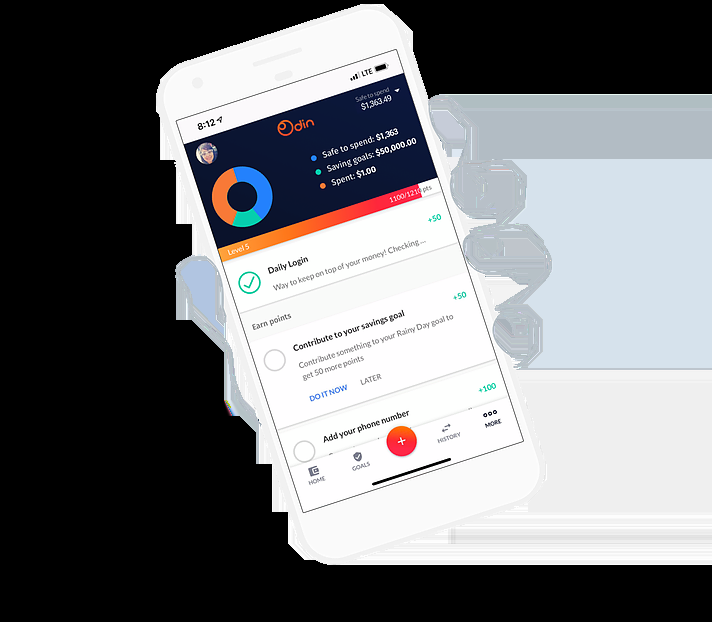 8:12
LTE
Odin
Safe to spend
$1,363.49
Safe to spend: $1,363
Saving goals: $50,000.00
Spent: $1.00
Level 5
1100/1210 pts
Daily Login
+50
Way to keep on top of your money! Checking...
Earn points
Contribute to your savings goal
+50
Contribute something to your Rainy Day goal to
get 50 more points
DO IT NOW
LATER
Add your phone number
+100
HOME
GOALS
+
HISTORY
MORE